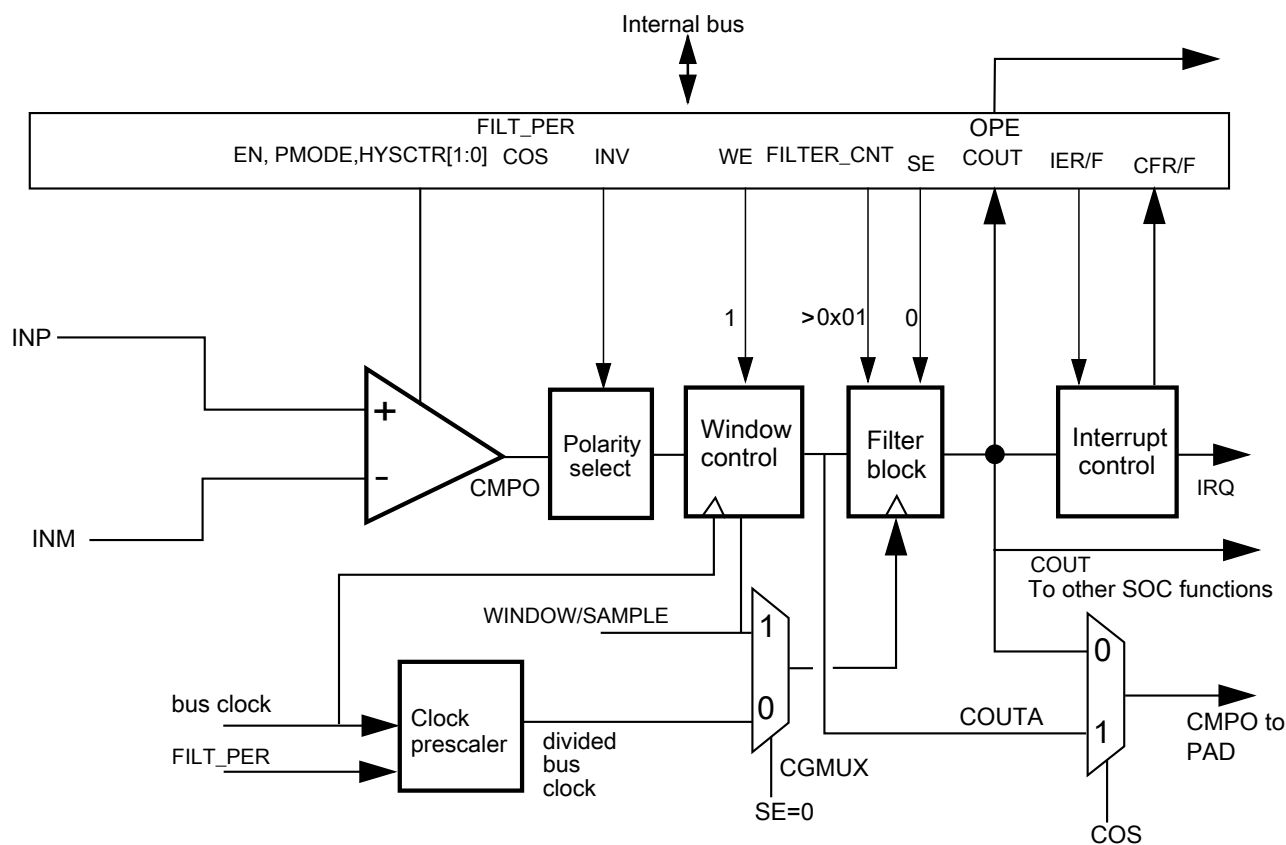 Internal bus
FILT_PER
OPE
EN, PMODE,HYSCTR[1:0]
COS
INV
WE
FILTER_CNT
SE
COUT
IER/F
CFR/F
1
>0x01
0
INP
+
-
INM
CMPO
Polarity
select
Window
control
Filter
block
Interrupt
control
IRQ
COUT
To other SOC functions
WINDOW/SAMPLE
1
0
bus clock
FILT_PER
Clock
prescaler
divided
bus
clock
CGMUX
SE=0
COUTA
0
1
CMPO to
PAD
COS